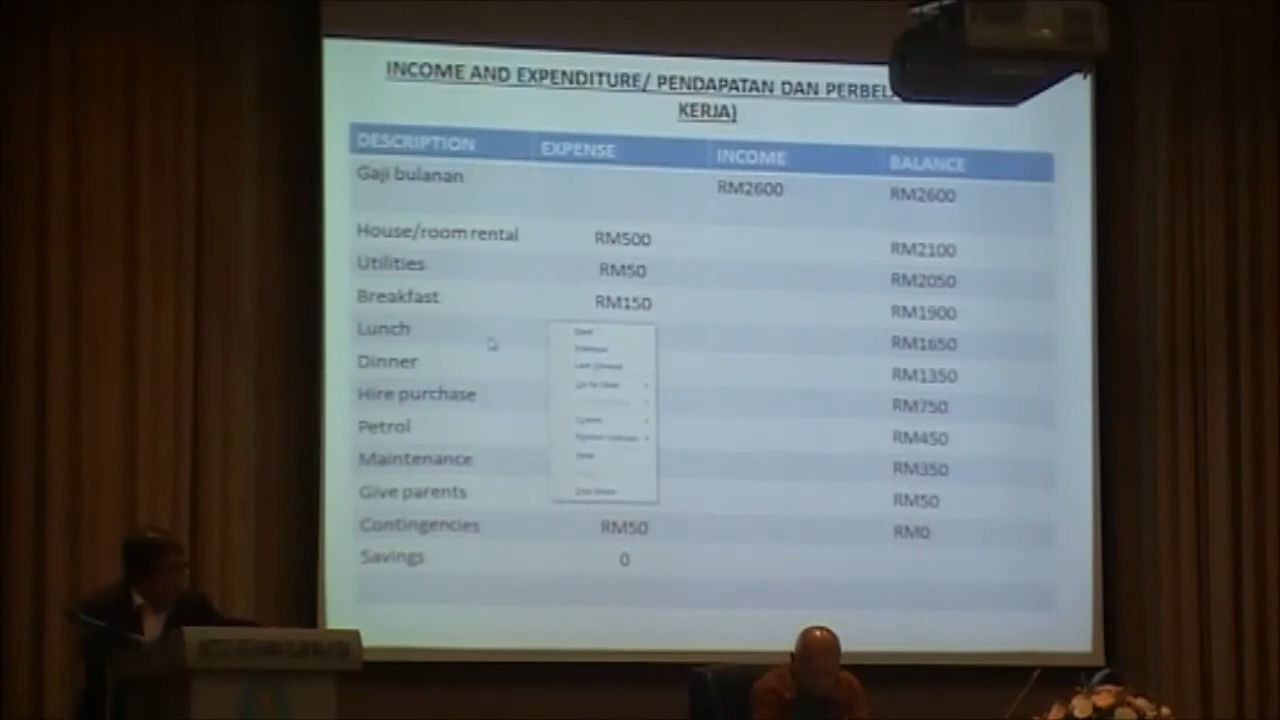 INCOME AND EXPENDITURE/ PENDAPATAN DAN
KERJA)
DESCRIPTION EXPENSE INCOME BALANCE
Gaji bulanan RM2600 RM2600
House/room rental RM500 RM2100
Utilities RM50 RM2050
Breakfast RM150 RM1900
Lunch RM1650
Dinner RM1350
Hire purchase RM750
Petrol RM450
Maintenance RM350
Give parents RM50
Contingencies RM50 RM0
Savings 0